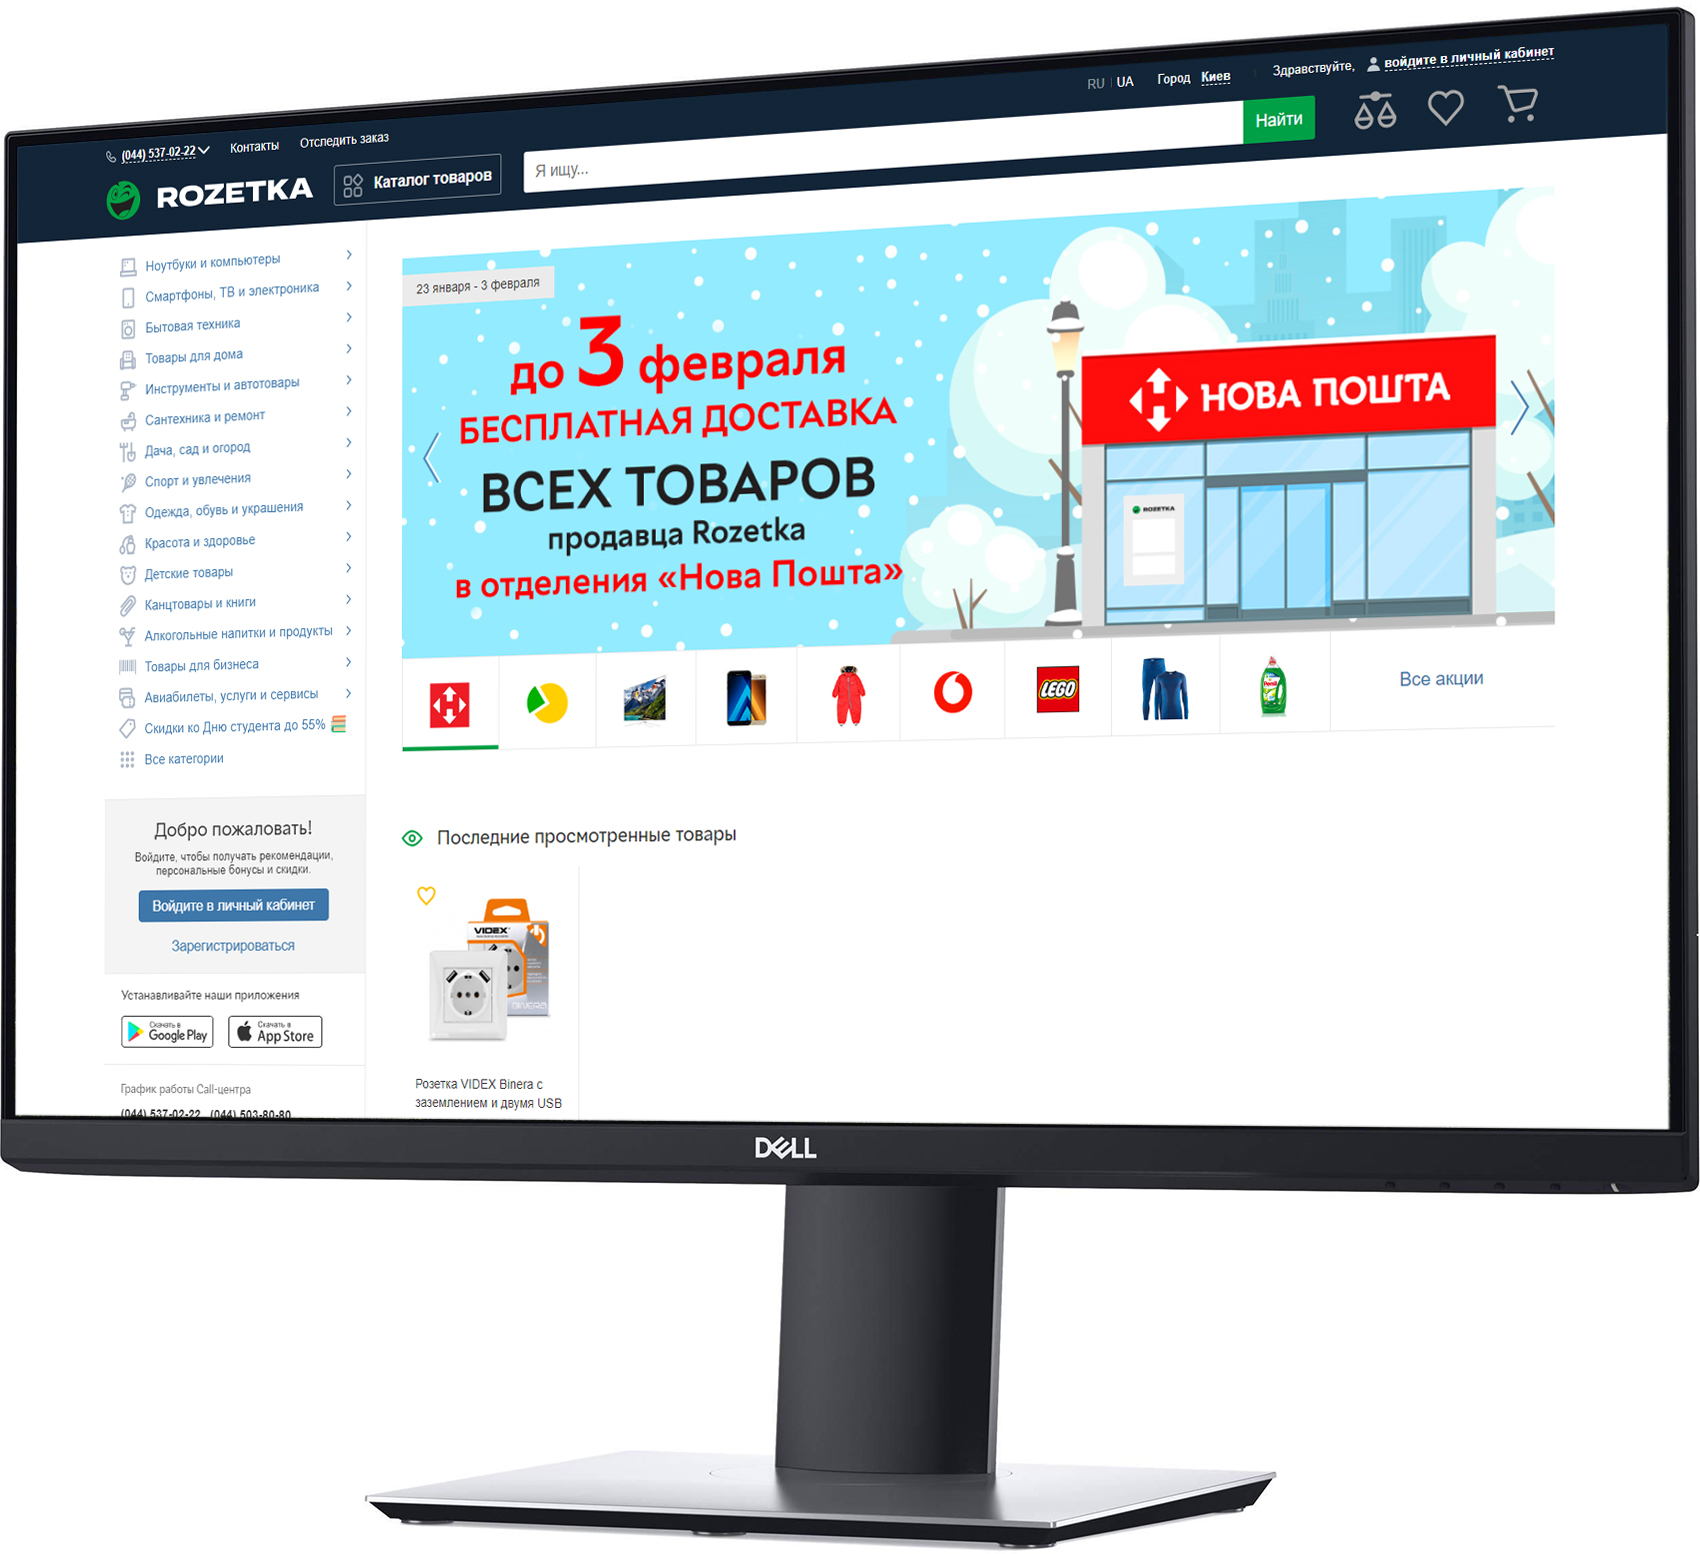 RU | UA
Город Киев
Здравствуйте, войдите в личный кабинет
(044) 537-02-22
Контакты
Отследить заказ
ROZETKA
Каталог товаров
Я ищу...
Найти
Ноутбуки и компьютеры
Смартфоны, ТВ и электроника
Бытовая техника
Товары для дома
Инструменты и автотовары
Сантехника и ремонт
Дача, сад и огород
Спорт и увлечения
Одежда, обувь и украшения
Красота и здоровье
Детские товары
Канцтовары и книги
Алкогольные напитки и продукты
Товары для бизнеса
Авиабилеты, услуги и сервисы
Скидки ко Дню студента до 55%
Все категории
23 января - 3 февраля
до 3 февраля
БЕСПЛАТНАЯ ДОСТАВКА
ВСЕХ ТОВАРОВ
продавца Rozetka
в отделения «Нова Пошта»
НОВА ПОШТА
ROZETKA
LEGO
Persil
Все акции
Добро пожаловать!
Войдите, чтобы получать рекомендации,
персональные бонусы и скидки.
Войдите в личный кабинет
Зарегистрироваться
Устанавливайте наши приложения
Скачать в
Google Play
Скачать в
App Store
График работы Call-центра
(044) 537-02-22 (044) 503-80-80
Последние просмотренные товары
VIDEX
BINERA
Розетка VIDEX Binera с
заземлением и двумя USB
DELL